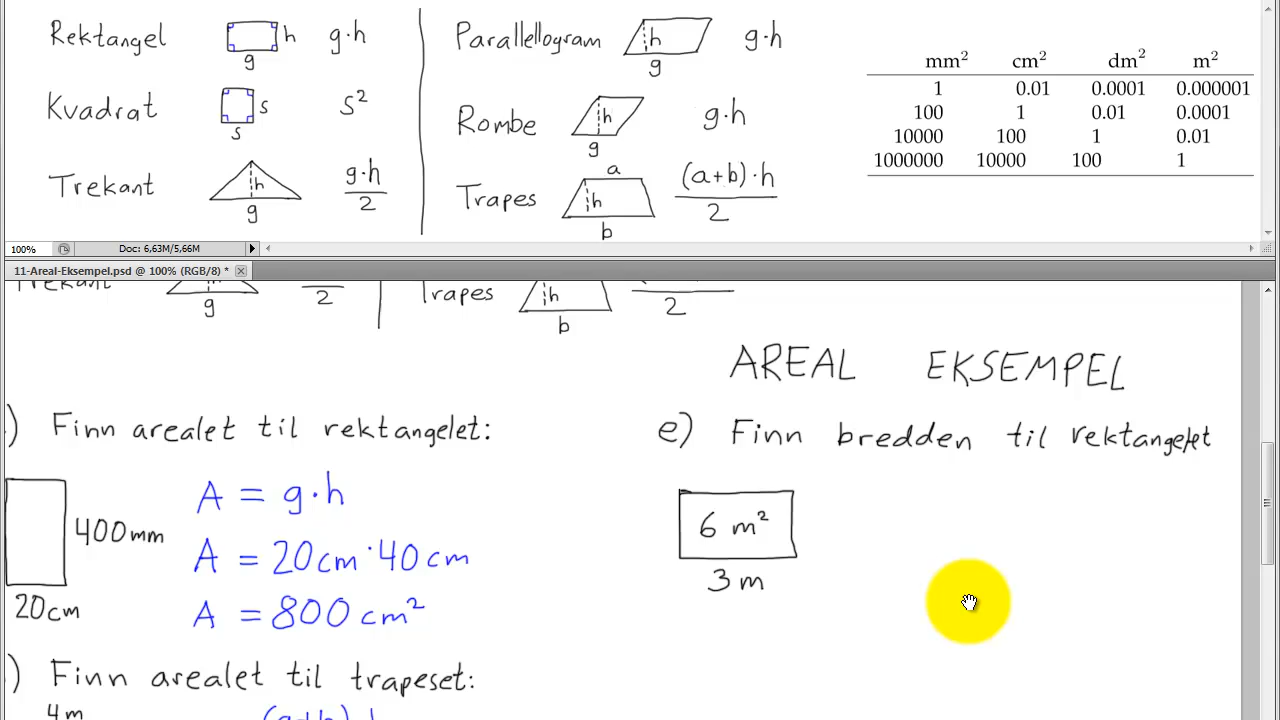 Rektangel h g g·h
Kvadrat s s s²
Trekant h g g·h
2
Parallellogram h g g·h
Rombe h g g·h
Trapes a h b (a+b)·h
2
mm² cm² dm² m²
1 0.01 0.0001 0.000001
100 1 0.01 0.0001
10000 100 1 0.01
1000000 10000 100 1
100% Doc: 6,63M/5,66M
11-Areal-Eksempel.psd @ 100% (RGB/8) *
Trekant g 2 Trapes h b 2
AREAL EKSEMPEL
) Finn arealet til rektangelet:
400mm
20cm
A = g·h
A = 20cm·40cm
A = 800 cm²
e) Finn bredden til rektangelet
6 m²
3 m
) Finn arealet til trapeset:
4m